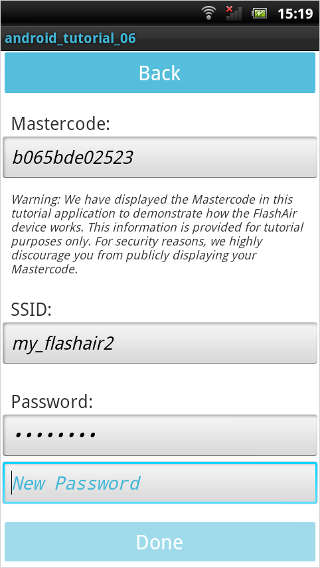 15:19
android_tutorial_06
Back
Mastercode:
b065bde02523
Warning: We have displayed the Mastercode in this
tutorial application to demonstrate how the FlashAir
device works. This information is provided for tutorial
purposes only. For security reasons, we highly
discourage you from publicly displaying your
Mastercode.
SSID:
my_flashair2
Password:
••••••••
New Password
Done